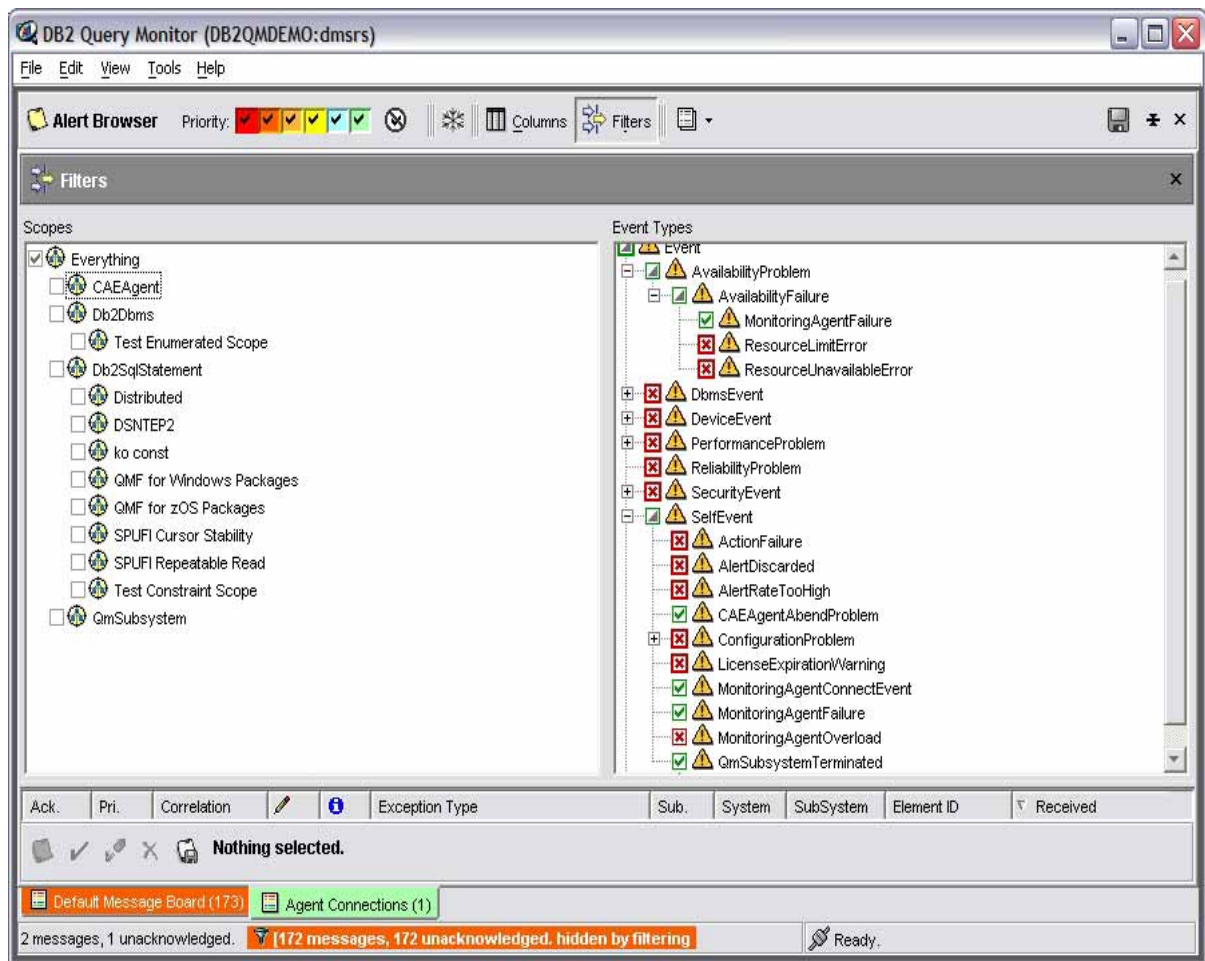 DB2 Query Monitor (DB2QMDEMO:dmsrs)
File Edit View Tools Help
Alert Browser Priority: Columns Filters
Filters
Scopes
Everything
CAEAgent
Db2Dbms
Test Enumerated Scope
Db2SqlStatement
Distributed
DSNTEP2
ko const
QMF for Windows Packages
QMF for zOS Packages
SPUFI Cursor Stability
SPUFI Repeatable Read
Test Constraint Scope
QmSubsystem
Event Types
Event
AvailabilityProblem
AvailabilityFailure
MonitoringAgentFailure
ResourceLimitError
ResourceUnavailableError
DbmsEvent
DeviceEvent
PerformanceProblem
ReliabilityProblem
SecurityEvent
SelfEvent
ActionFailure
AlertDiscarded
AlertRateTooHigh
CAEAgentAbendProblem
ConfigurationProblem
LicenseExpirationWarning
MonitoringAgentConnectEvent
MonitoringAgentFailure
MonitoringAgentOverload
QmSubsystemTerminated
Ack. Pri. Correlation Exception Type Sub. System SubSystem Element ID Received
Nothing selected.
Default Message Board (173) Agent Connections (1)
2 messages, 1 unacknowledged. [172 messages, 172 unacknowledged. hidden by filtering Ready.